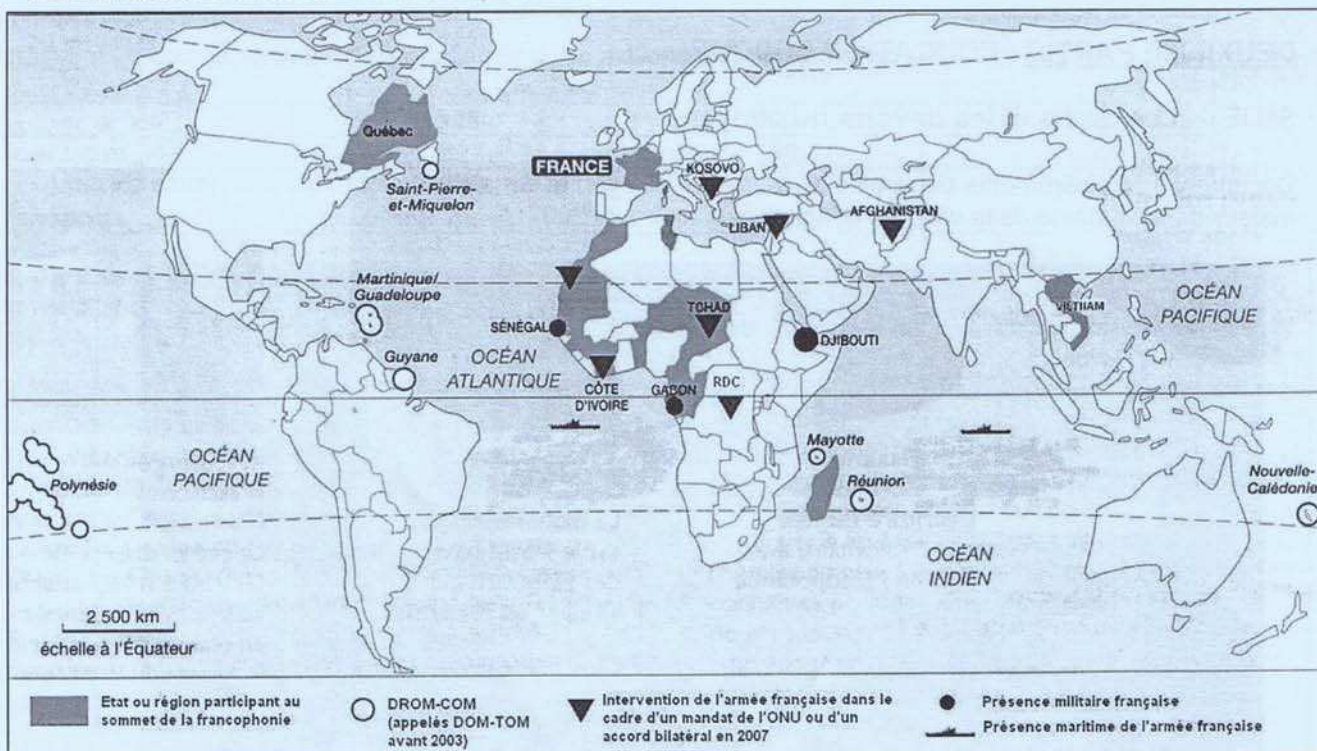 Québec
Saint-Pierre-
et-Miquelon
FRANCE
KOSOVO
LIBAN
AFGHANISTAN
Martinique/
Guadeloupe
Guyane
SÉNÉGAL
OCÉAN
ATLANTIQUE
CÔTE
D'IVOIRE
TCHAD
GABON
RDC
DJIBOUTI
VIETNAM
OCÉAN
PACIFIQUE
OCÉAN
PACIFIQUE
Polynésie
Mayotte
Réunion
Nouvelle-
Calédonie
OCÉAN
INDIEN
2 500 km
échelle à l'Équateur
Etat ou région participant au
sommet de la francophonie
DROM-COM
(appelés DOM-TOM
avant 2003)
Intervention de l'armée française dans le
cadre d'un mandat de l'ONU ou d'un
accord bilatéral en 2007
Présence militaire française
Présence maritime de l'armée française